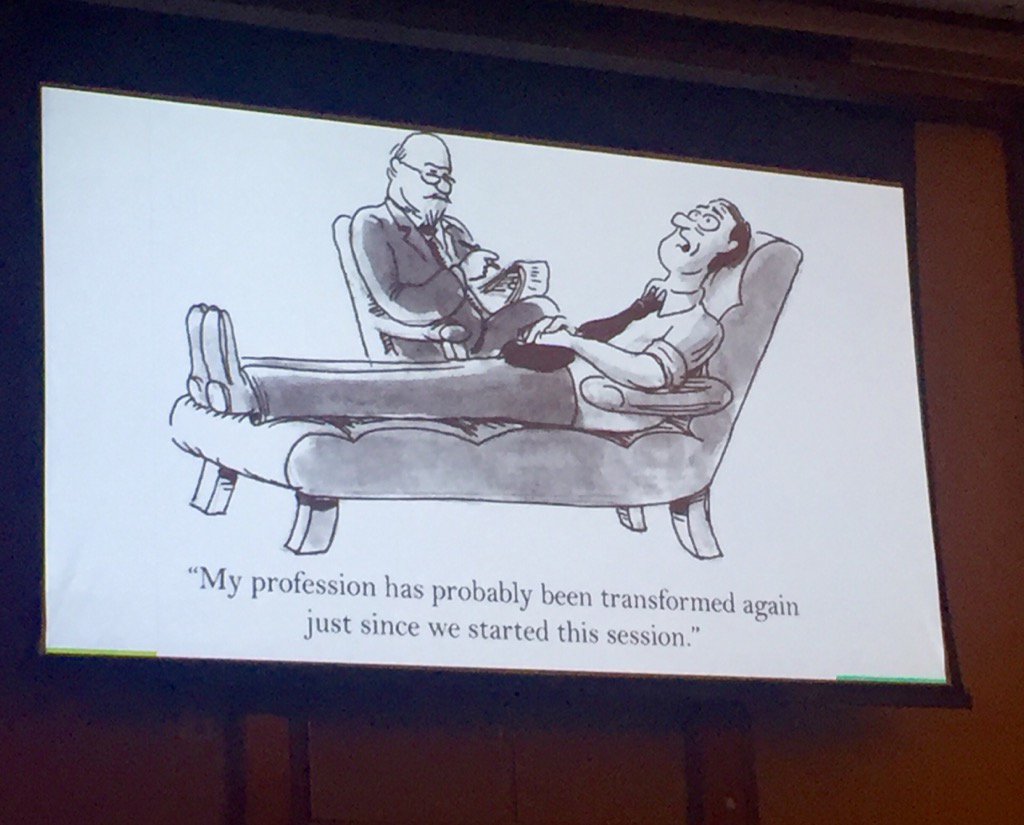 “My profession has probably been transformed again
just since we started this session.”